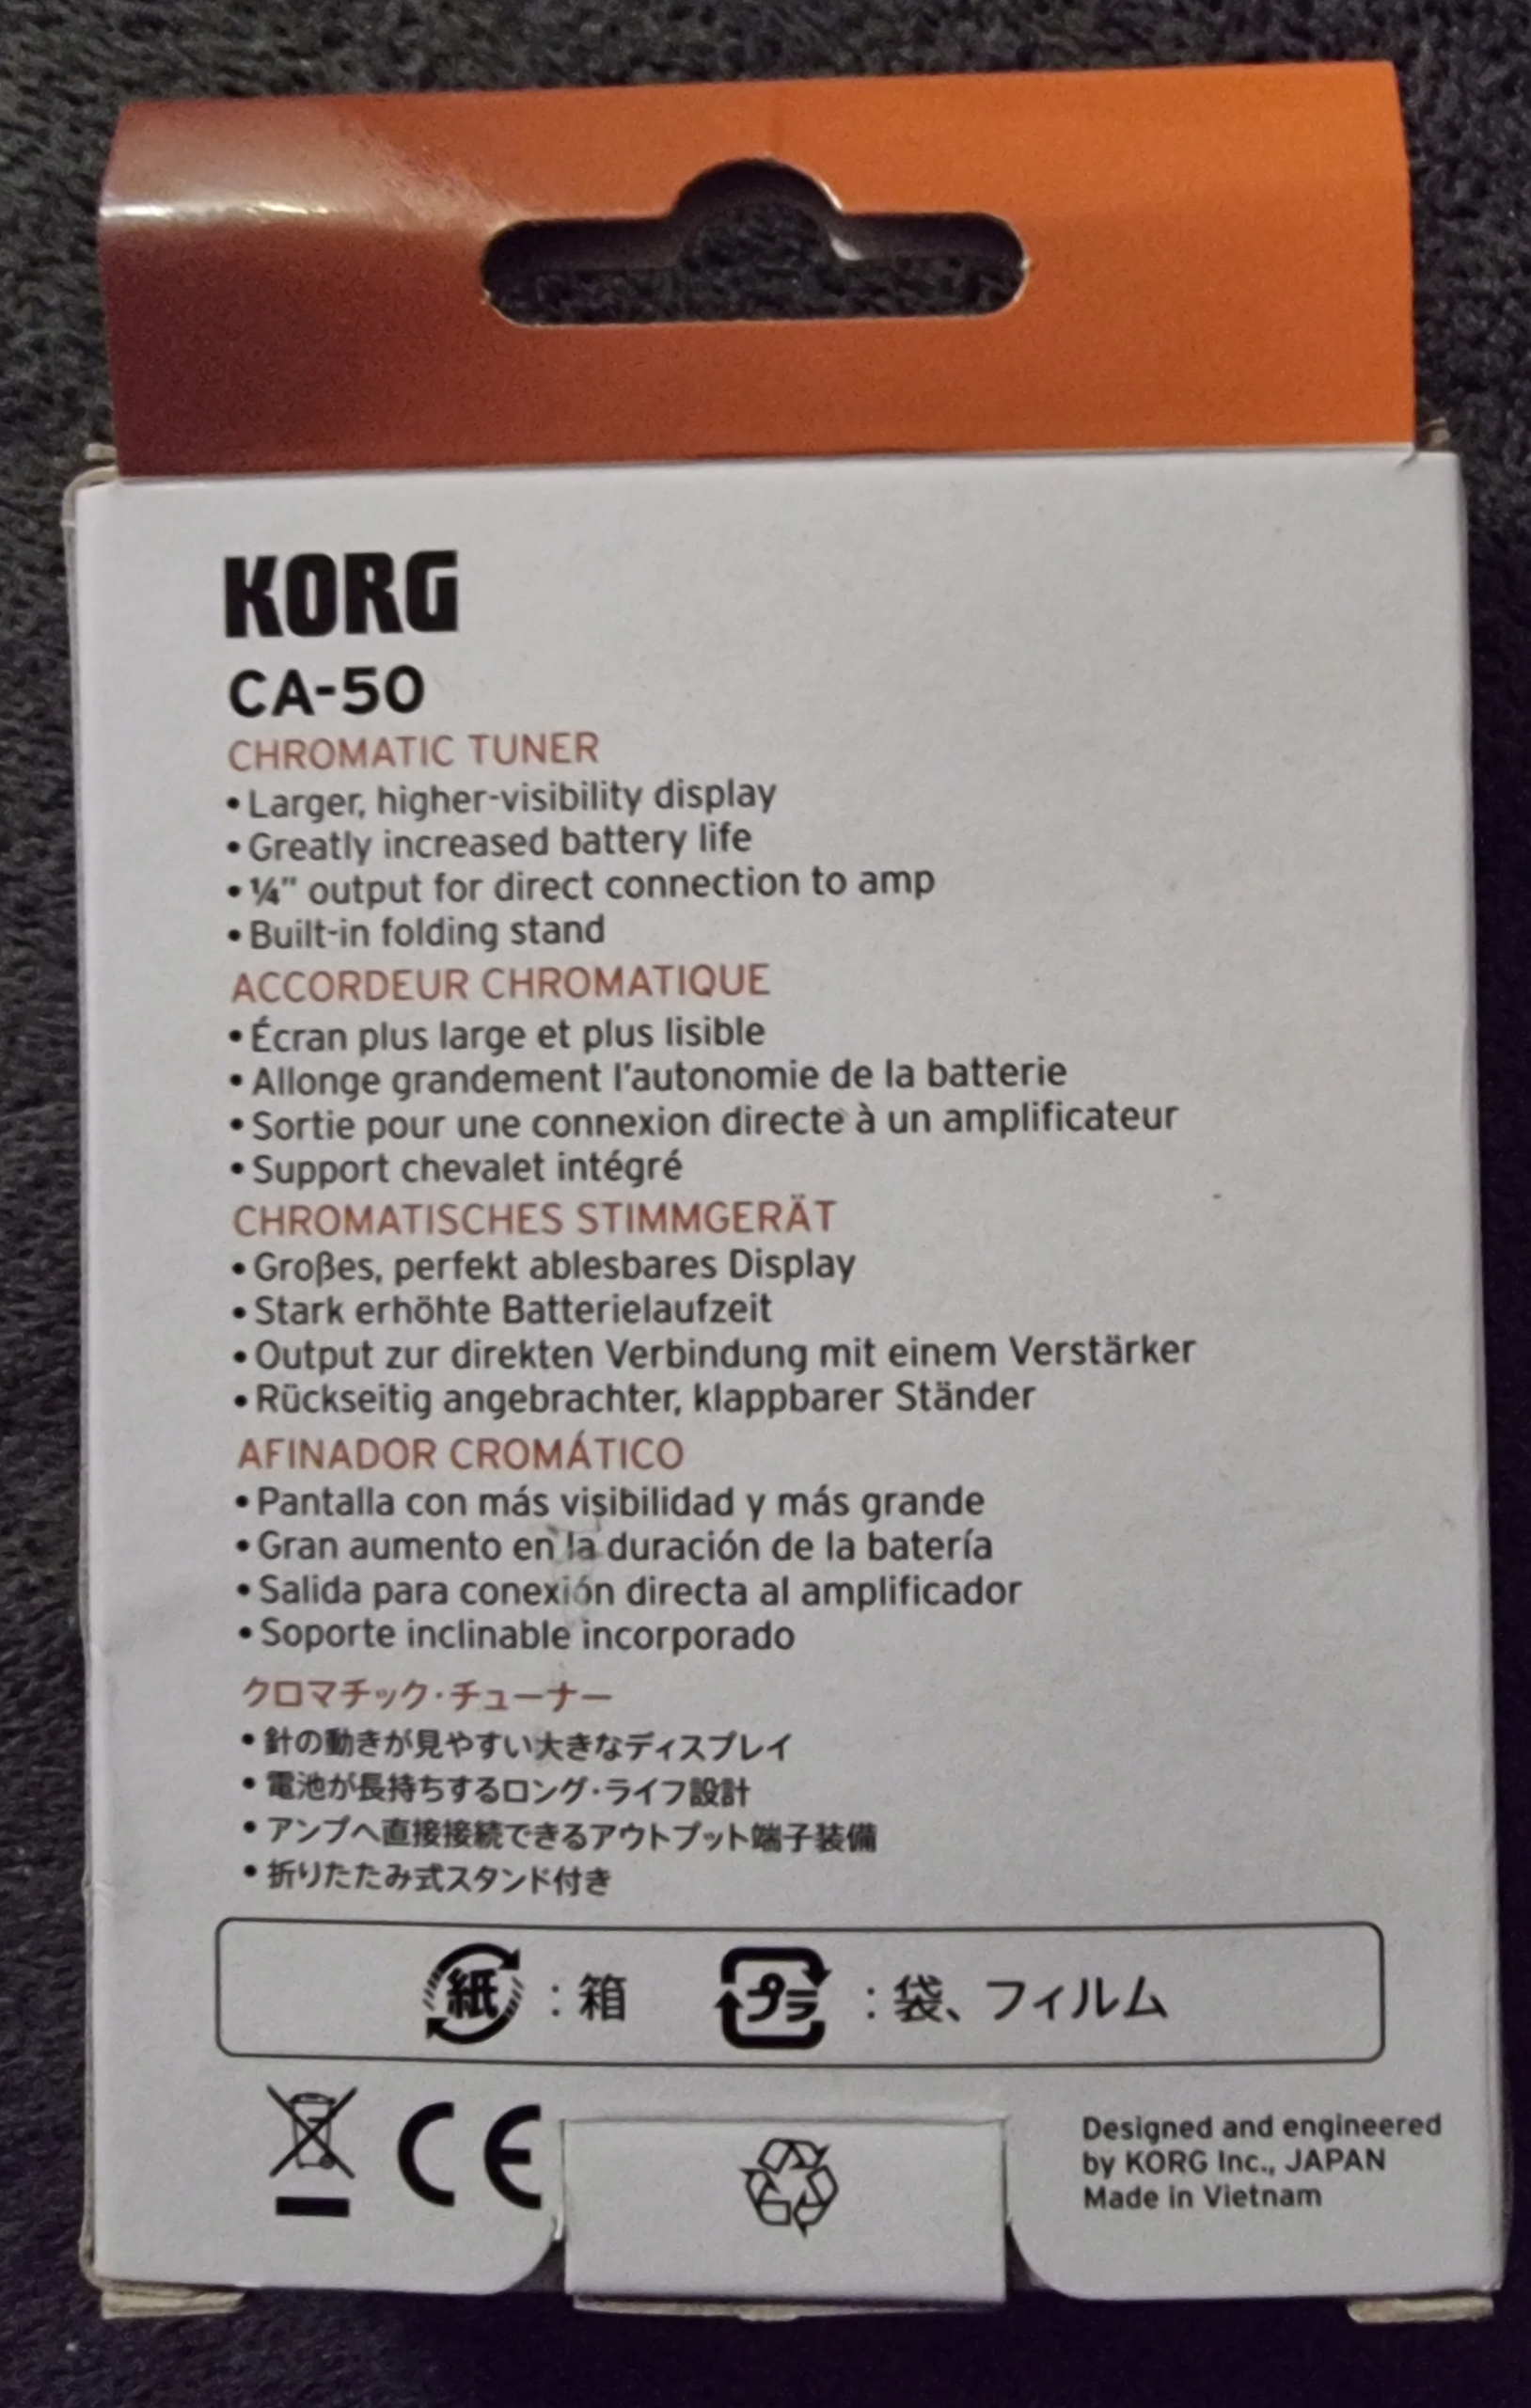 KORG
CA-50
CHROMATIC TUNER
• Larger, higher-visibility display
• Greatly increased battery life
• ¼" output for direct connection to amp
• Built-in folding stand
ACCORDEUR CHROMATIQUE
• Écran plus large et plus lisible
• Allonge grandement l'autonomie de la batterie
• Sortie pour une connexion directe à un amplificateur
• Support chevalet intégré
CHROMATISCHES STIMMGERÄT
• Großes, perfekt ablesbares Display
• Stark erhöhte Batterielaufzeit
• Output zur direkten Verbindung mit einem Verstärker
• Rückseitig angebrachter, klappbarer Ständer
AFINADOR CROMÁTICO
• Pantalla con más visibilidad y más grande
• Gran aumento en la duración de la batería
• Salida para conexión directa al amplificador
• Soporte inclinable incorporado
クロマチック・チューナー
• 針の動きが見やすい大きなディスプレイ
• 電池が長持ちするロング・ライフ設計
• アンプへ直接接続できるアウトプット端子装備
• 折りたたみ式スタンド付き
紙 : 箱 プラ : 袋、フィルム
CE
Designed and engineered
by KORG Inc., JAPAN
Made in Vietnam